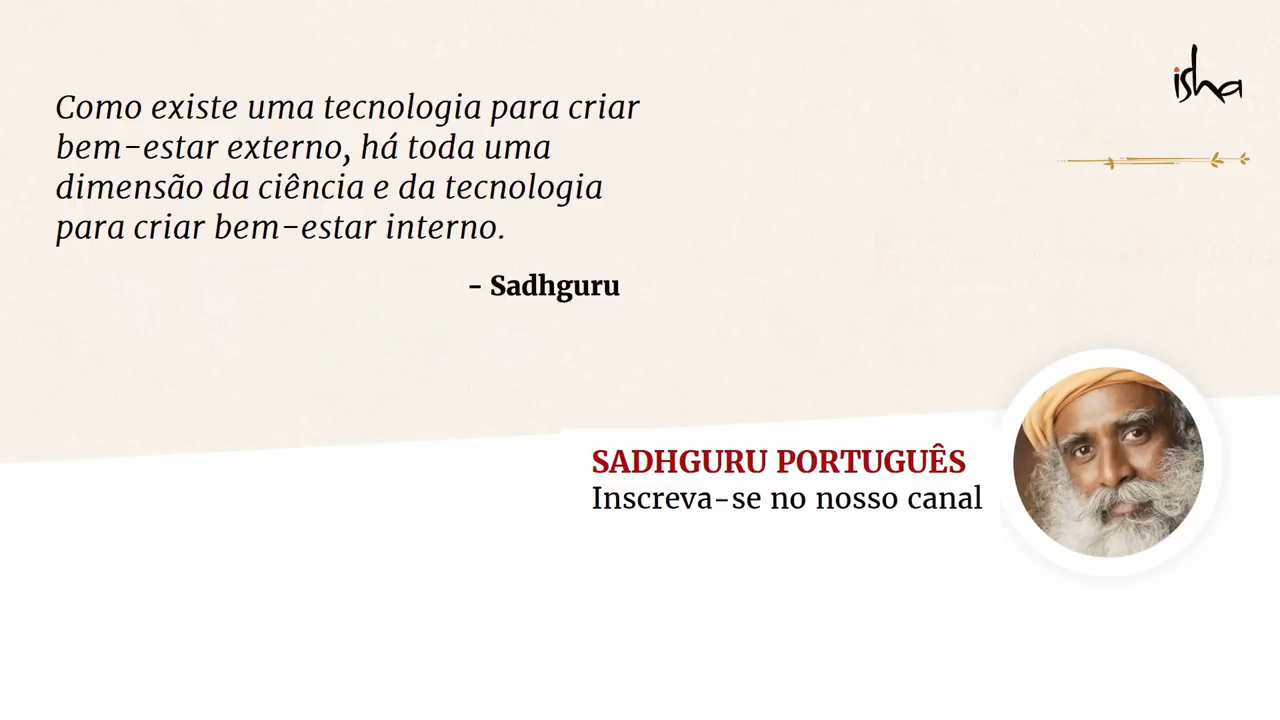 isha
Como existe uma tecnologia para criar
bem-estar externo, há toda uma
dimensão da ciência e da tecnologia
para criar bem-estar interno.
- Sadhguru
SADHGURU PORTUGUÊS
Inscreva-se no nosso canal